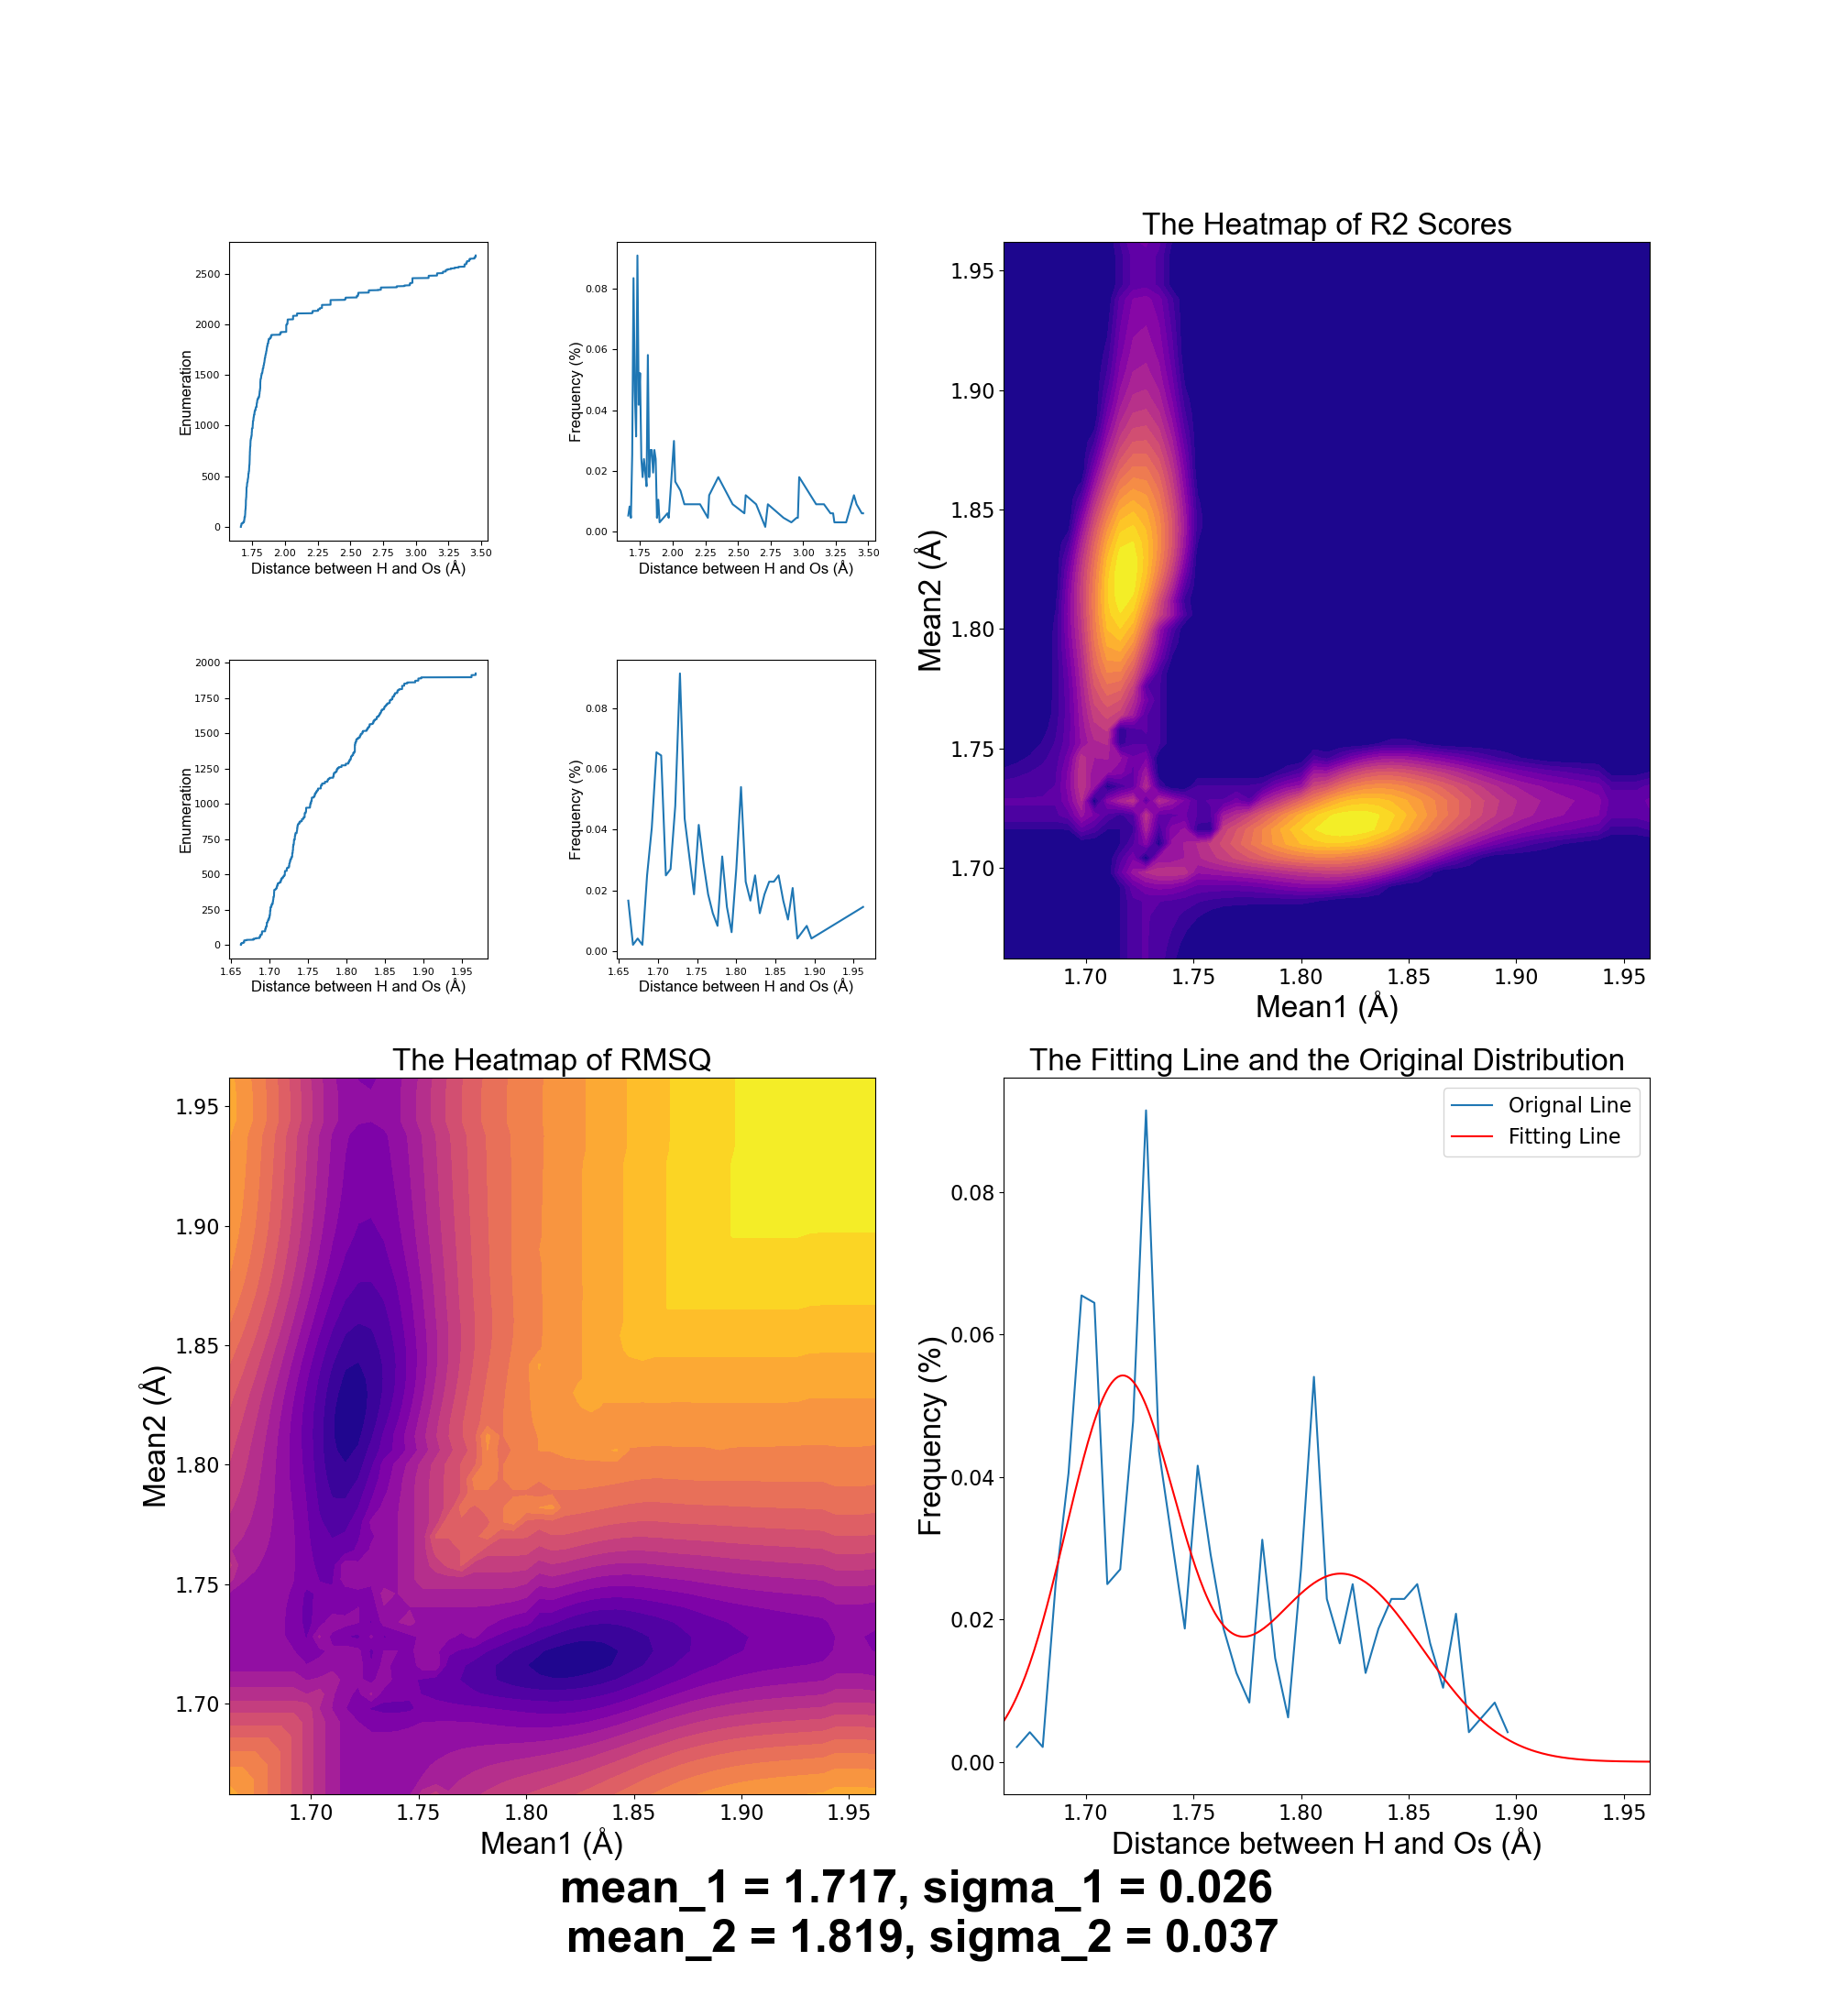 Enumeration
0
500
1000
1500
2000
2500
1.75 2.00 2.25 2.50 2.75 3.00 3.25 3.50
Distance between H and Os (Å)
Frequency (%)
0.00
0.02
0.04
0.06
0.08
1.75 2.00 2.25 2.50 2.75 3.00 3.25 3.50
Distance between H and Os (Å)
The Heatmap of R2 Scores
Mean2 (Å)
1.95
1.90
1.85
1.80
1.75
1.70
1.70 1.75 1.80 1.85 1.90 1.95
Mean1 (Å)
Enumeration
0
250
500
750
1000
1250
1500
1750
2000
1.65 1.70 1.75 1.80 1.85 1.90 1.95
Distance between H and Os (Å)
Frequency (%)
0.00
0.02
0.04
0.06
0.08
1.65 1.70 1.75 1.80 1.85 1.90 1.95
Distance between H and Os (Å)
The Heatmap of RMSQ
Mean2 (Å)
1.95
1.90
1.85
1.80
1.75
1.70
1.70 1.75 1.80 1.85 1.90 1.95
Mean1 (Å)
The Fitting Line and the Original Distribution
Orignal Line
Fitting Line
Frequency (%)
0.08
0.06
0.04
0.02
0.00
1.70 1.75 1.80 1.85 1.90 1.95
Distance between H and Os (Å)
mean_1 = 1.717, sigma_1 = 0.026
mean_2 = 1.819, sigma_2 = 0.037